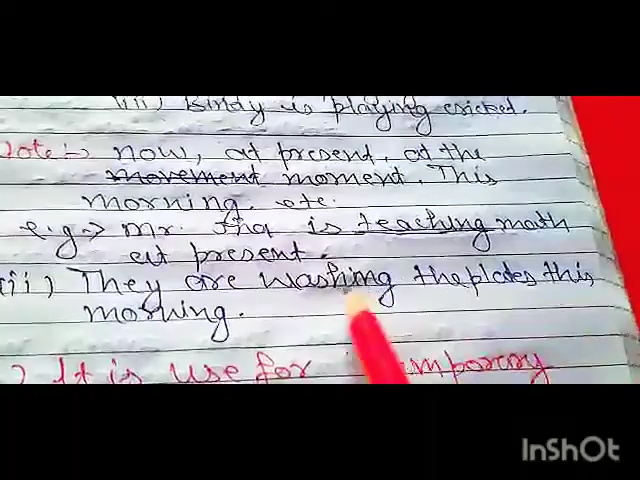 iii) Bindy is playing cricket.
Note:- now, at present, at the
movement moment. This
morning. etc.
e.g-> Mr. Jha is teaching math
at present.
(ii) They are washing the plates this
morning.
) It is use for temporary
InShOt